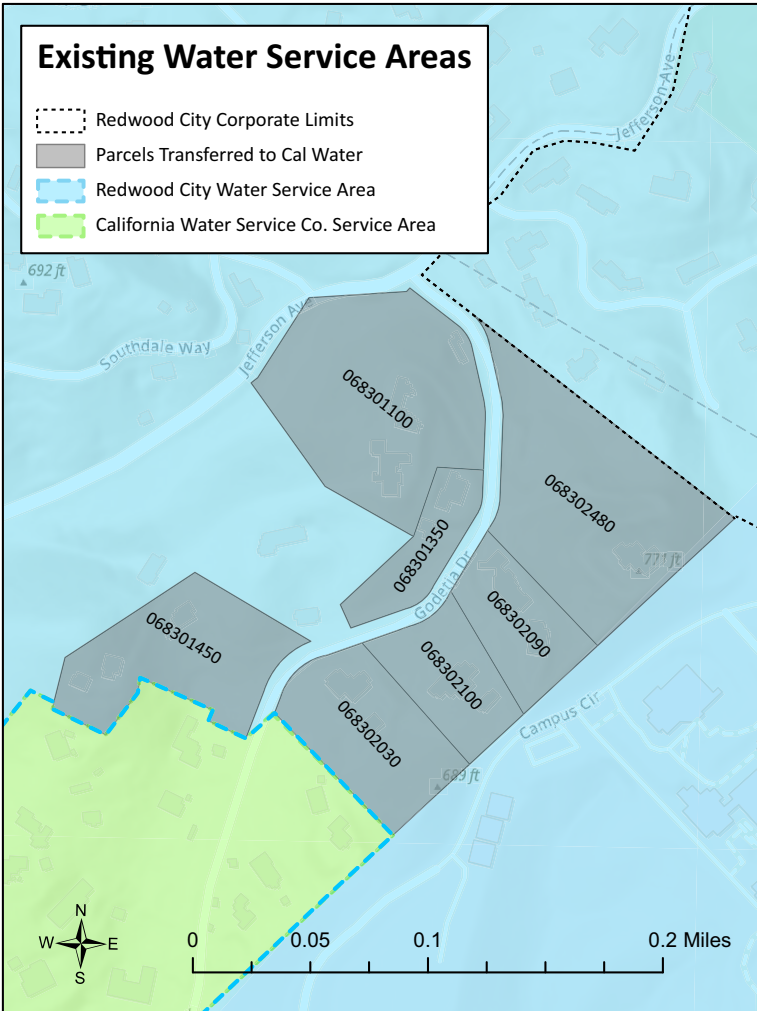 Existing Water Service Areas
Redwood City Corporate Limits
Parcels Transferred to Cal Water
Redwood City Water Service Area
California Water Service Co. Service Area
Jefferson Ave
692 ft
Southdale Way
Jefferson Ave
068301100
068302480
068301350
771 ft
Goderia Dr
068302090
068301450
068302100
068302030
Campus Cir
689 ft
N
W E
S
0 0.05 0.1 0.2 Miles